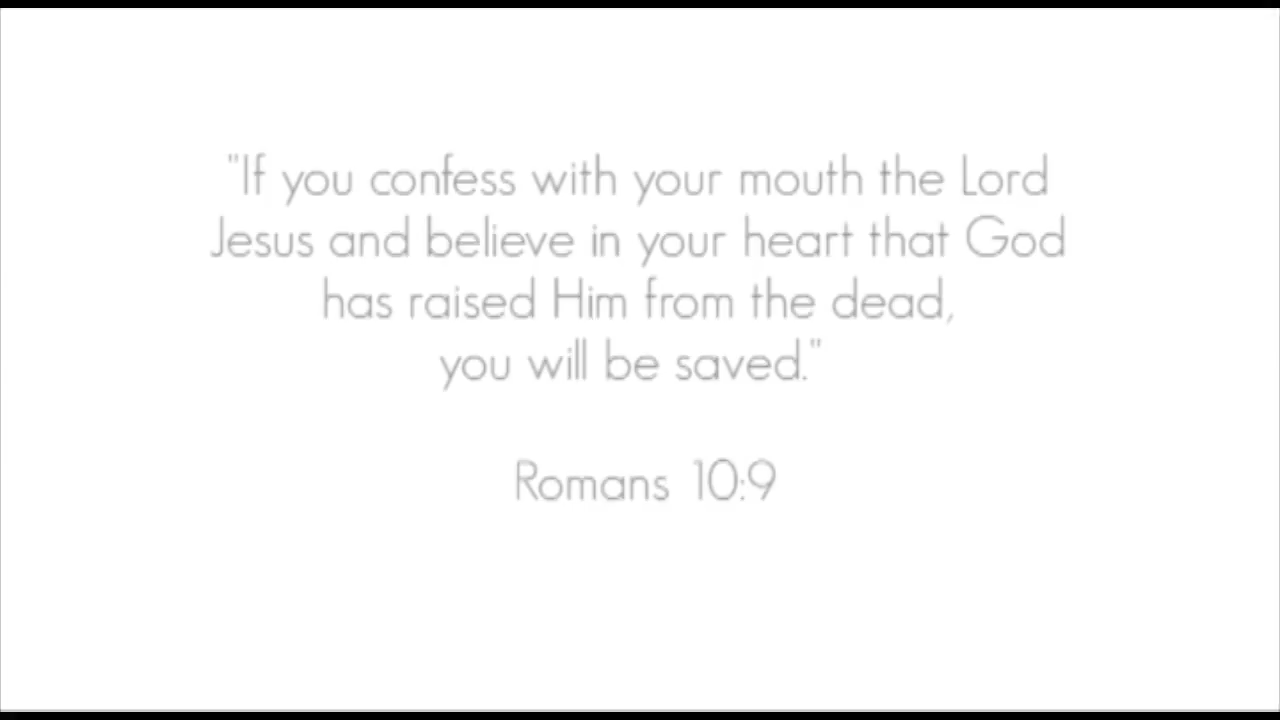 "If you confess with your mouth the Lord
Jesus and believe in your heart that God
has raised Him from the dead,
you will be saved."
Romans 10:9